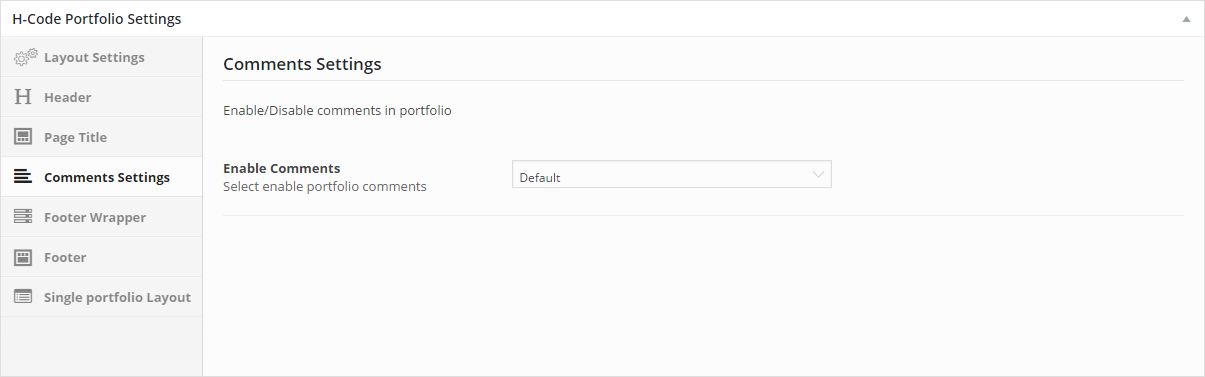 H-Code Portfolio Settings
Layout Settings
Header
Page Title
Comments Settings
Footer Wrapper
Footer
Single portfolio Layout
Comments Settings
Enable/Disable comments in portfolio
Enable Comments
Select enable portfolio comments
Default